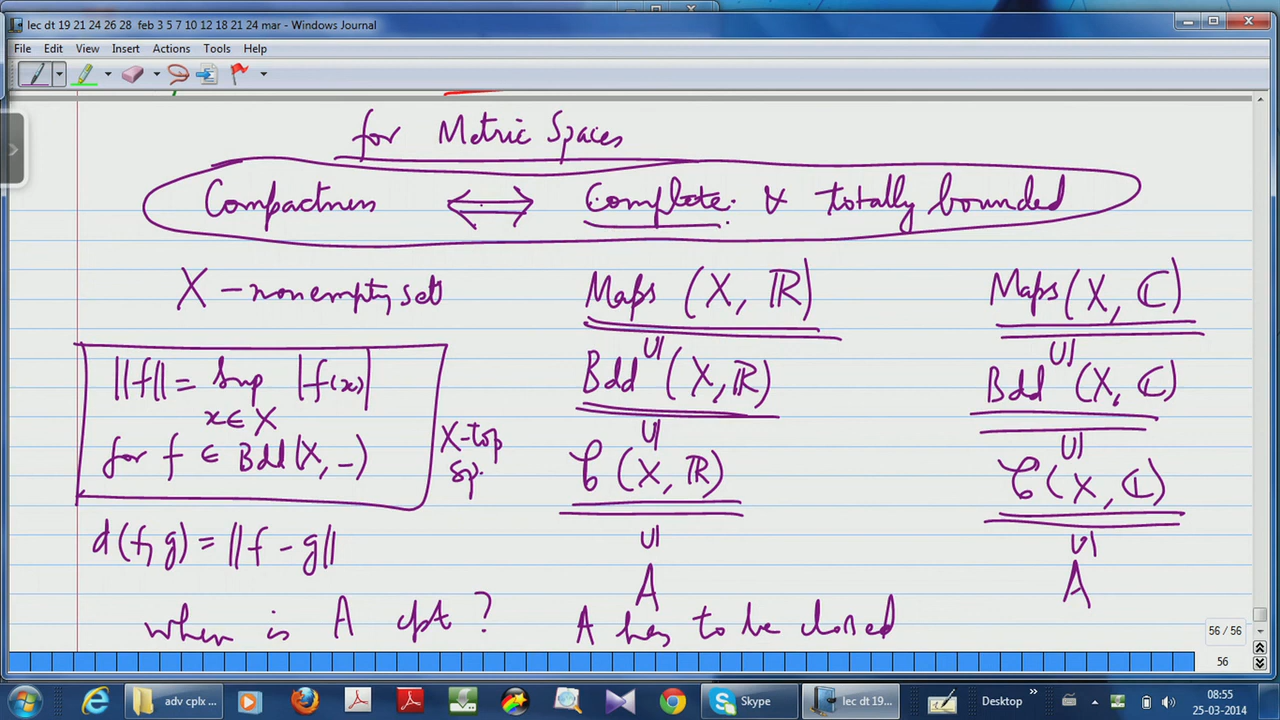 lec dt 19 21 24 26 28 feb 3 5 7 10 12 18 21 24 mar - Windows Journal
File Edit View Insert Actions Tools Help
for Metric Spaces
Compactness ⟺ Complete & totally bounded
X - nonempty set Maps (X, ℝ) Maps (X, ℂ)
∪| ∪|
||f|| = Sup |f(x)| Bdd (X, ℝ) Bdd (X, ℂ)
x ∈ X
∪| ∪|
for f ∈ Bdd(X, –) X-top sp. 𝒞 (X, ℝ) 𝒞 (X, ℂ)
d(f, g) = ||f - g|| ∪| ∪|
A A
when is A cpt? A has to be closed
56 / 56
56
adv cplx ... Skype lec dt 19... Desktop 08:55
25-03-2014